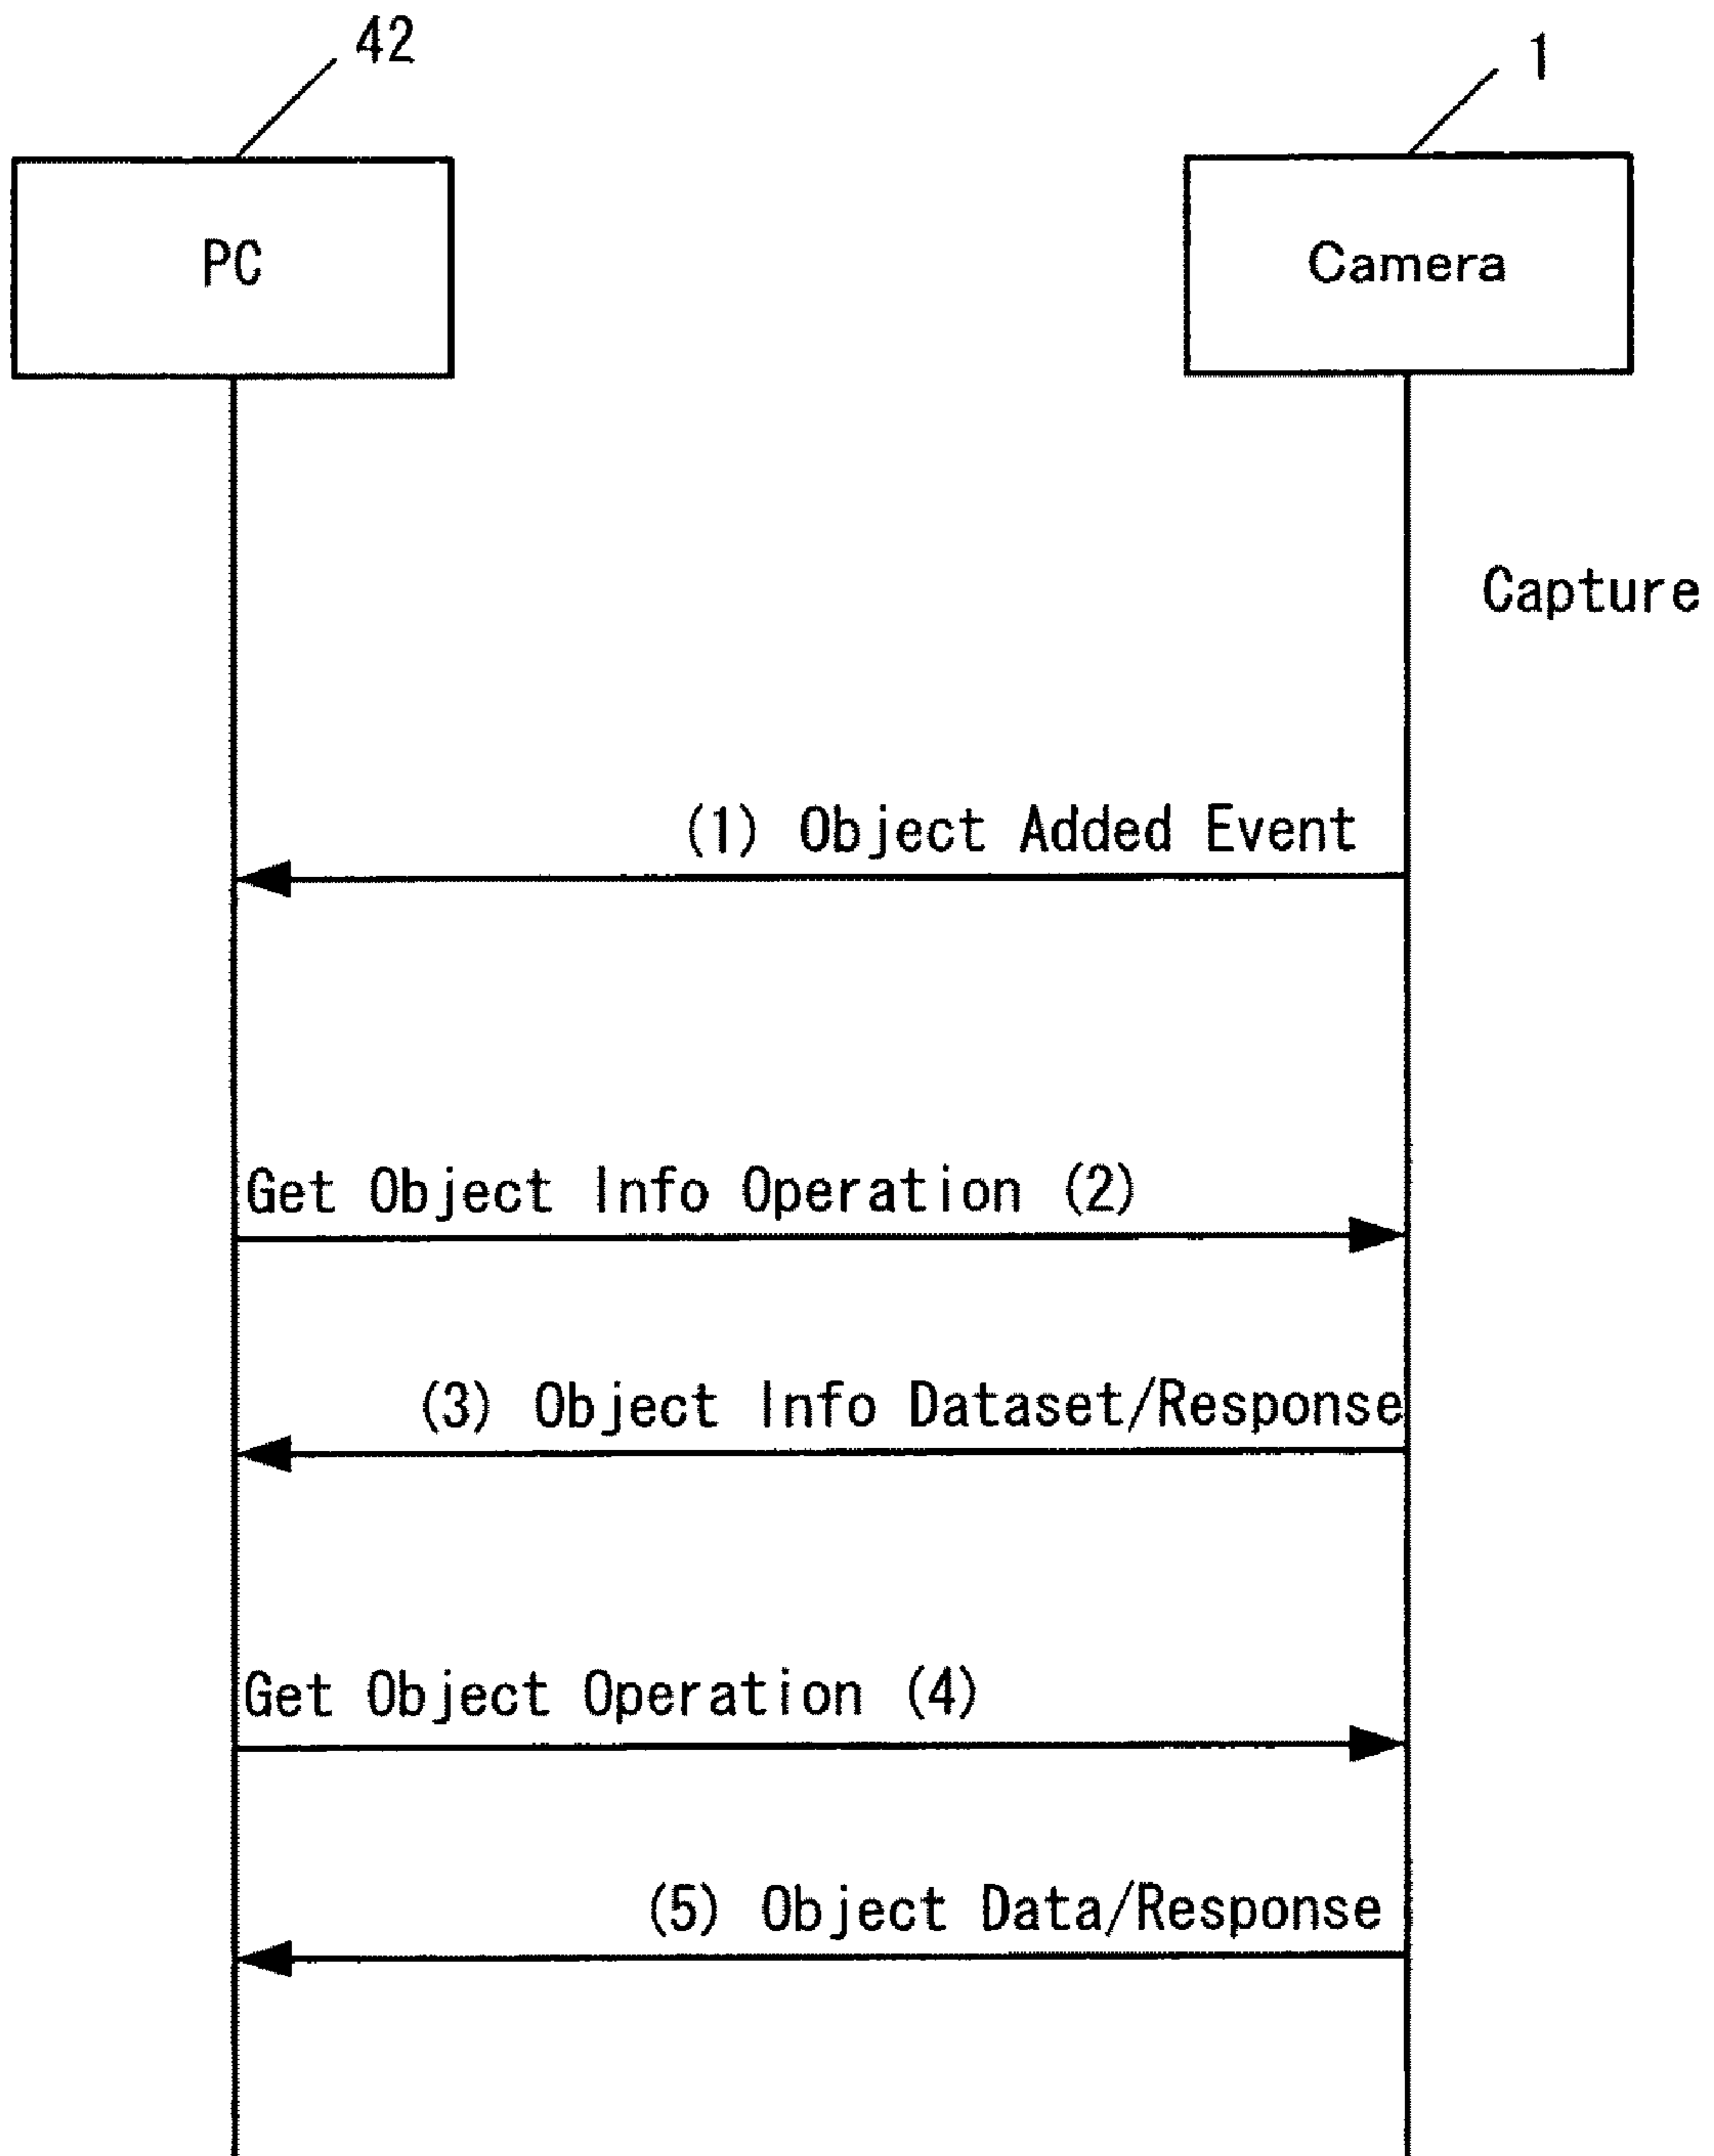 42
1
PC
Camera
Capture
(1) Object Added Event
Get Object Info Operation (2)
(3) Object Info Dataset/Response
Get Object Operation (4)
(5) Object Data/Response